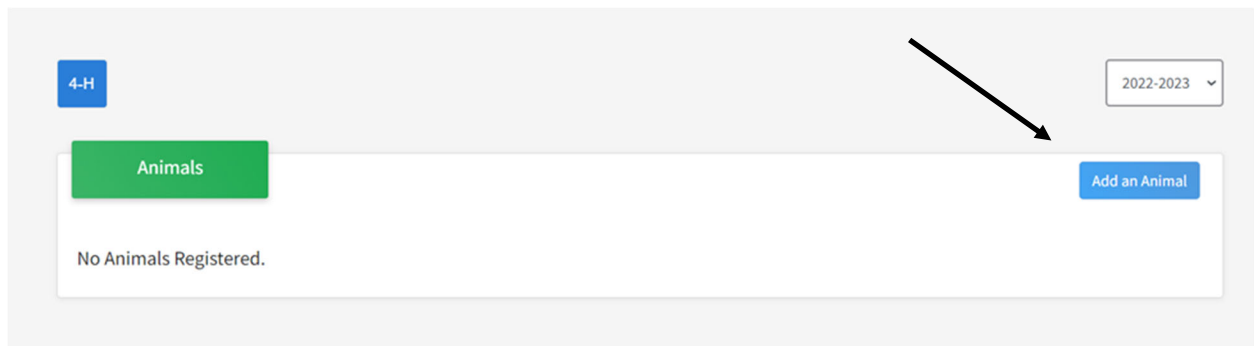 4-H
2022-2023
Animals
Add an Animal
No Animals Registered.